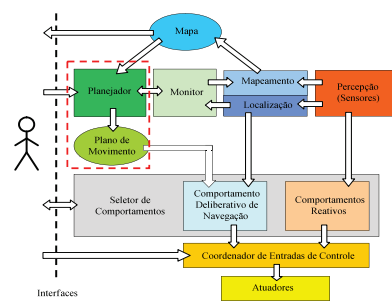 Mapa
Planejador
Monitor
Mapeamento
Localização
Percepção
(Sensores)
Plano de
Movimento
Seletor de
Comportamentos
Comportamento
Deliberativo de
Navegação
Comportamentos
Reativos
Coordenador de Entradas de Controle
Atuadores
Interfaces